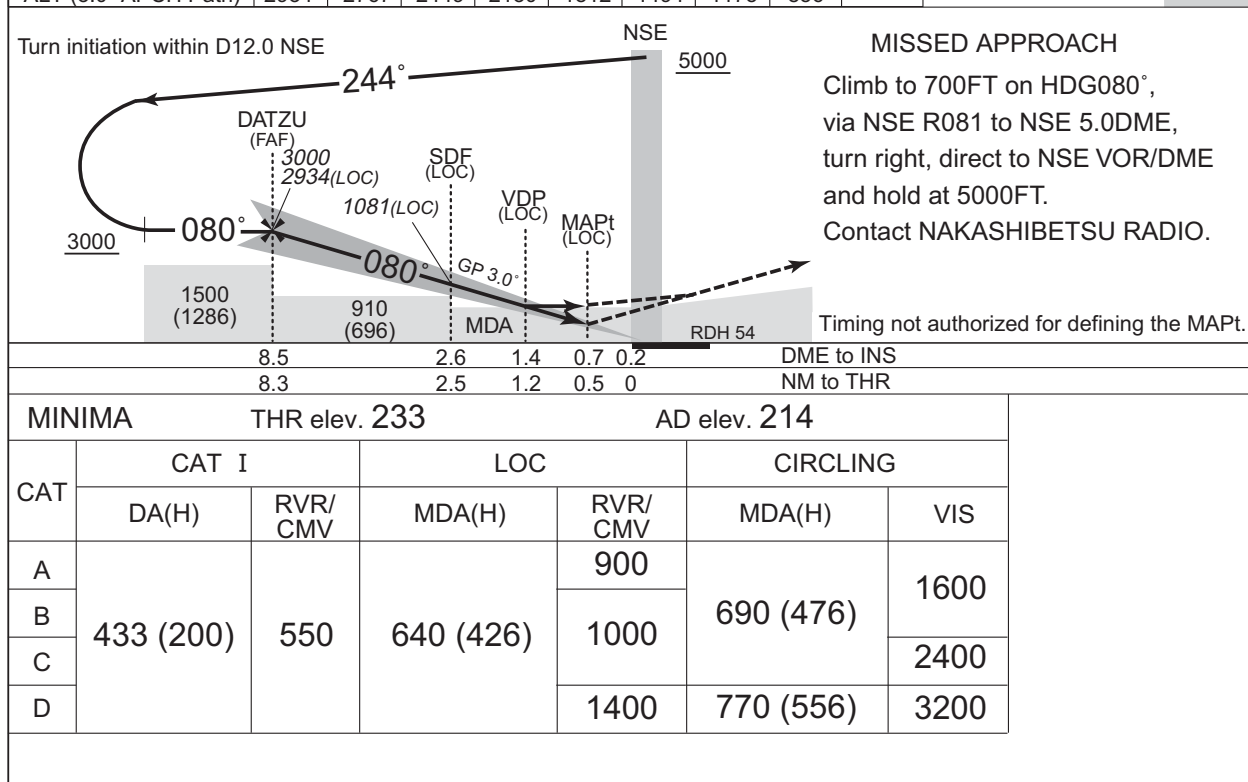 Turn initiation within D12.0 NSE
NSE
5000
244°
DATZU
(FAF)
3000
2934(LOC)
1081(LOC)
SDF
(LOC)
VDP
(LOC)
MAPt
(LOC)
3000
080°
080°
GP 3.0°
1500
(1286)
910
(696)
MDA
RDH 54
MISSED APPROACH
Climb to 700FT on HDG080°,
via NSE R081 to NSE 5.0DME,
turn right, direct to NSE VOR/DME
and hold at 5000FT.
Contact NAKASHIBETSU RADIO.
Timing not authorized for defining the MAPt.
8.5 2.6 1.4 0.7 0.2 DME to INS
8.3 2.5 1.2 0.5 0 NM to THR
MINIMA THR elev. 233 AD elev. 214
CAT CAT I LOC CIRCLING
DA(H) RVR/CMV MDA(H) RVR/CMV MDA(H) VIS
A 900
B 433 (200) 550 640 (426) 1000 690 (476) 1600
C 2400
D 1400 770 (556) 3200